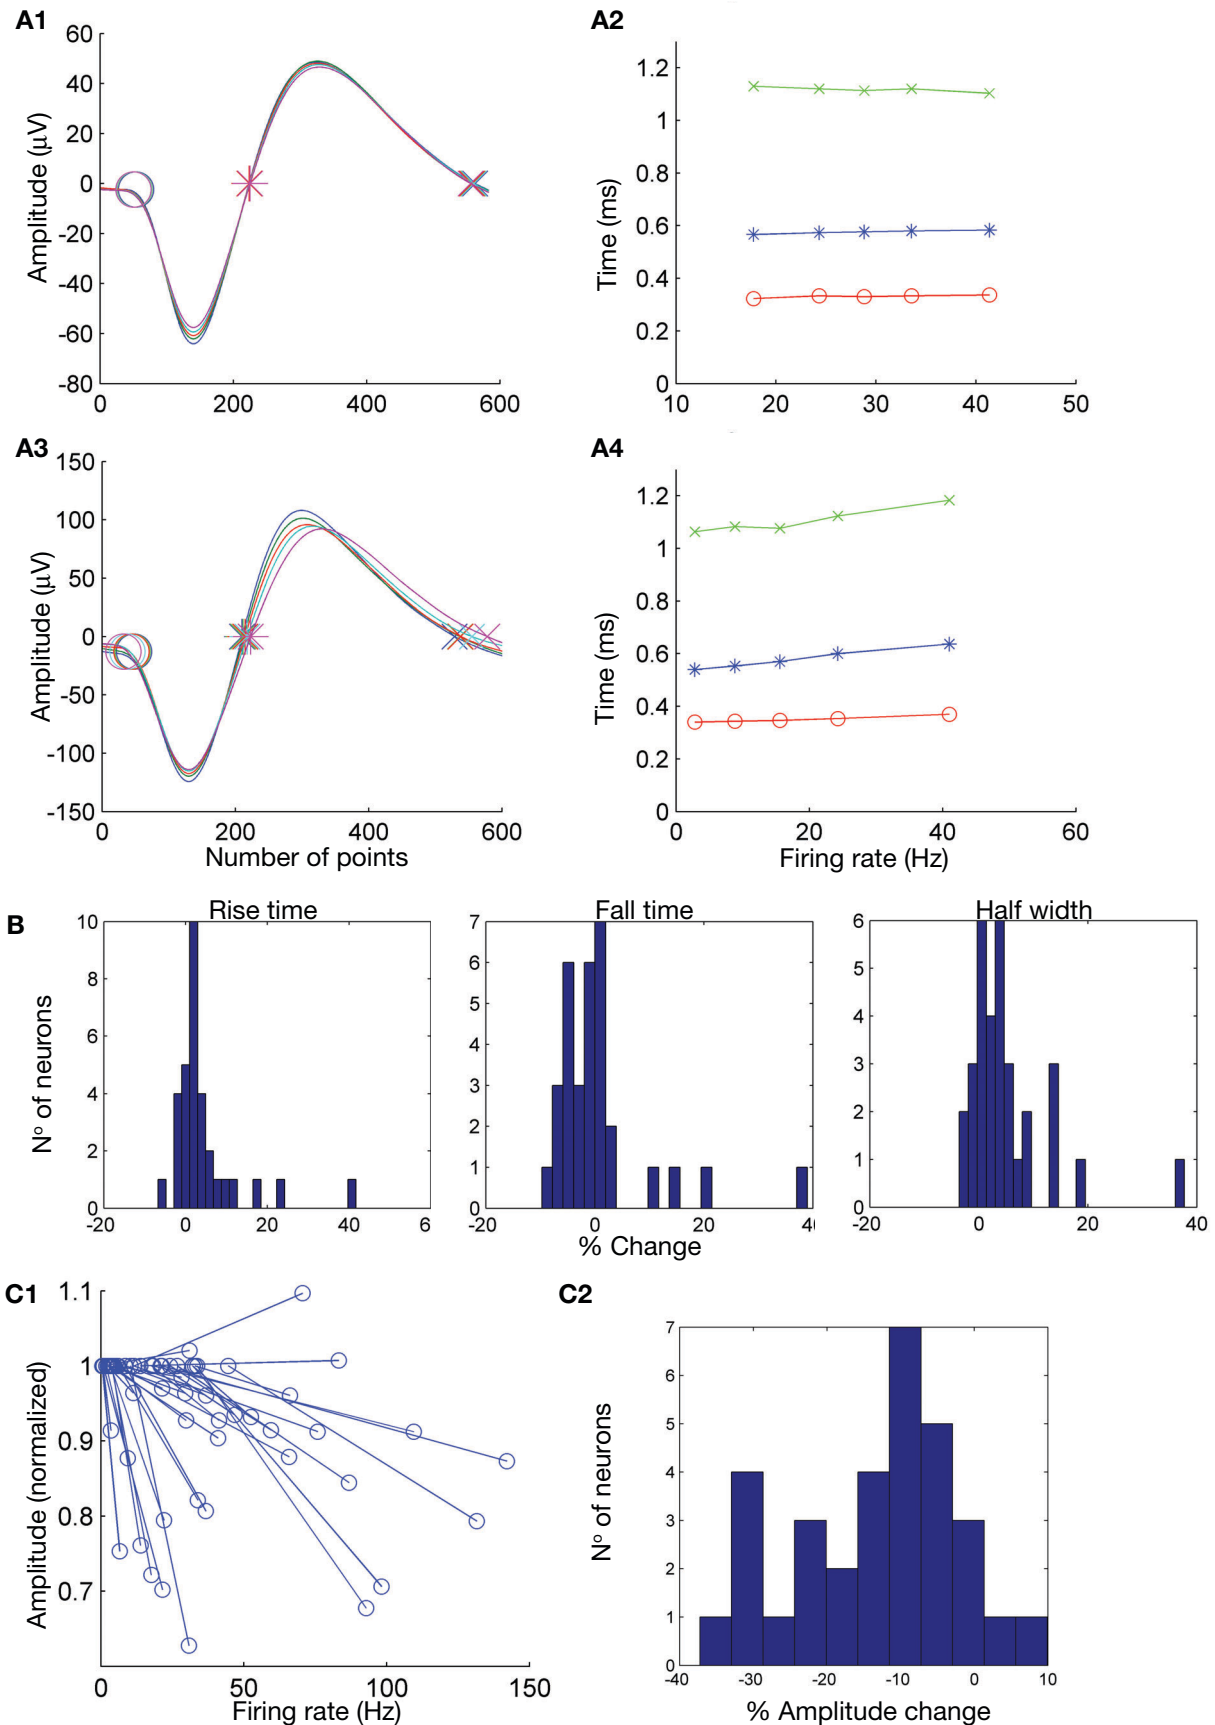 A1
60
40
20
0
-20
-40
-60
-80
Amplitude (μV)
0 200 400 600
A2
1.2
1
0.8
0.6
0.4
0.2
0
Time (ms)
10 20 30 40 50
A3
150
100
50
0
-50
-100
-150
Amplitude (μV)
0 200 400 600
Number of points
A4
1.2
1
0.8
0.6
0.4
0.2
0
Time (ms)
0 20 40 60
Firing rate (Hz)
B
Rise time
10
8
6
4
2
0
Nº of neurons
-20 0 20 40 6
Fall time
7
6
5
4
3
2
1
0
-20 0 20
% Change
Half width
6
5
4
3
2
1
0
-20 0 20 40
C1
1.1
1
0.9
0.8
0.7
Amplitude (normalized)
0 50 100 150
Firing rate (Hz)
C2
7
6
5
4
3
2
1
0
Nº of neurons
-40 -30 -20 -10 0 10
% Amplitude change